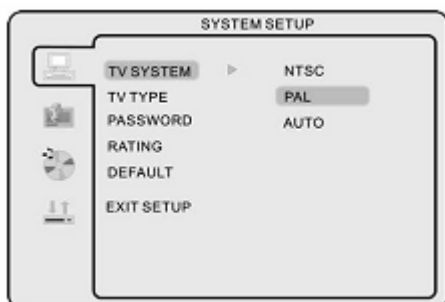 SYSTEM SETUP
TV SYSTEM NTSC
TV TYPE PAL
PASSWORD AUTO
RATING
DEFAULT
EXIT SETUP